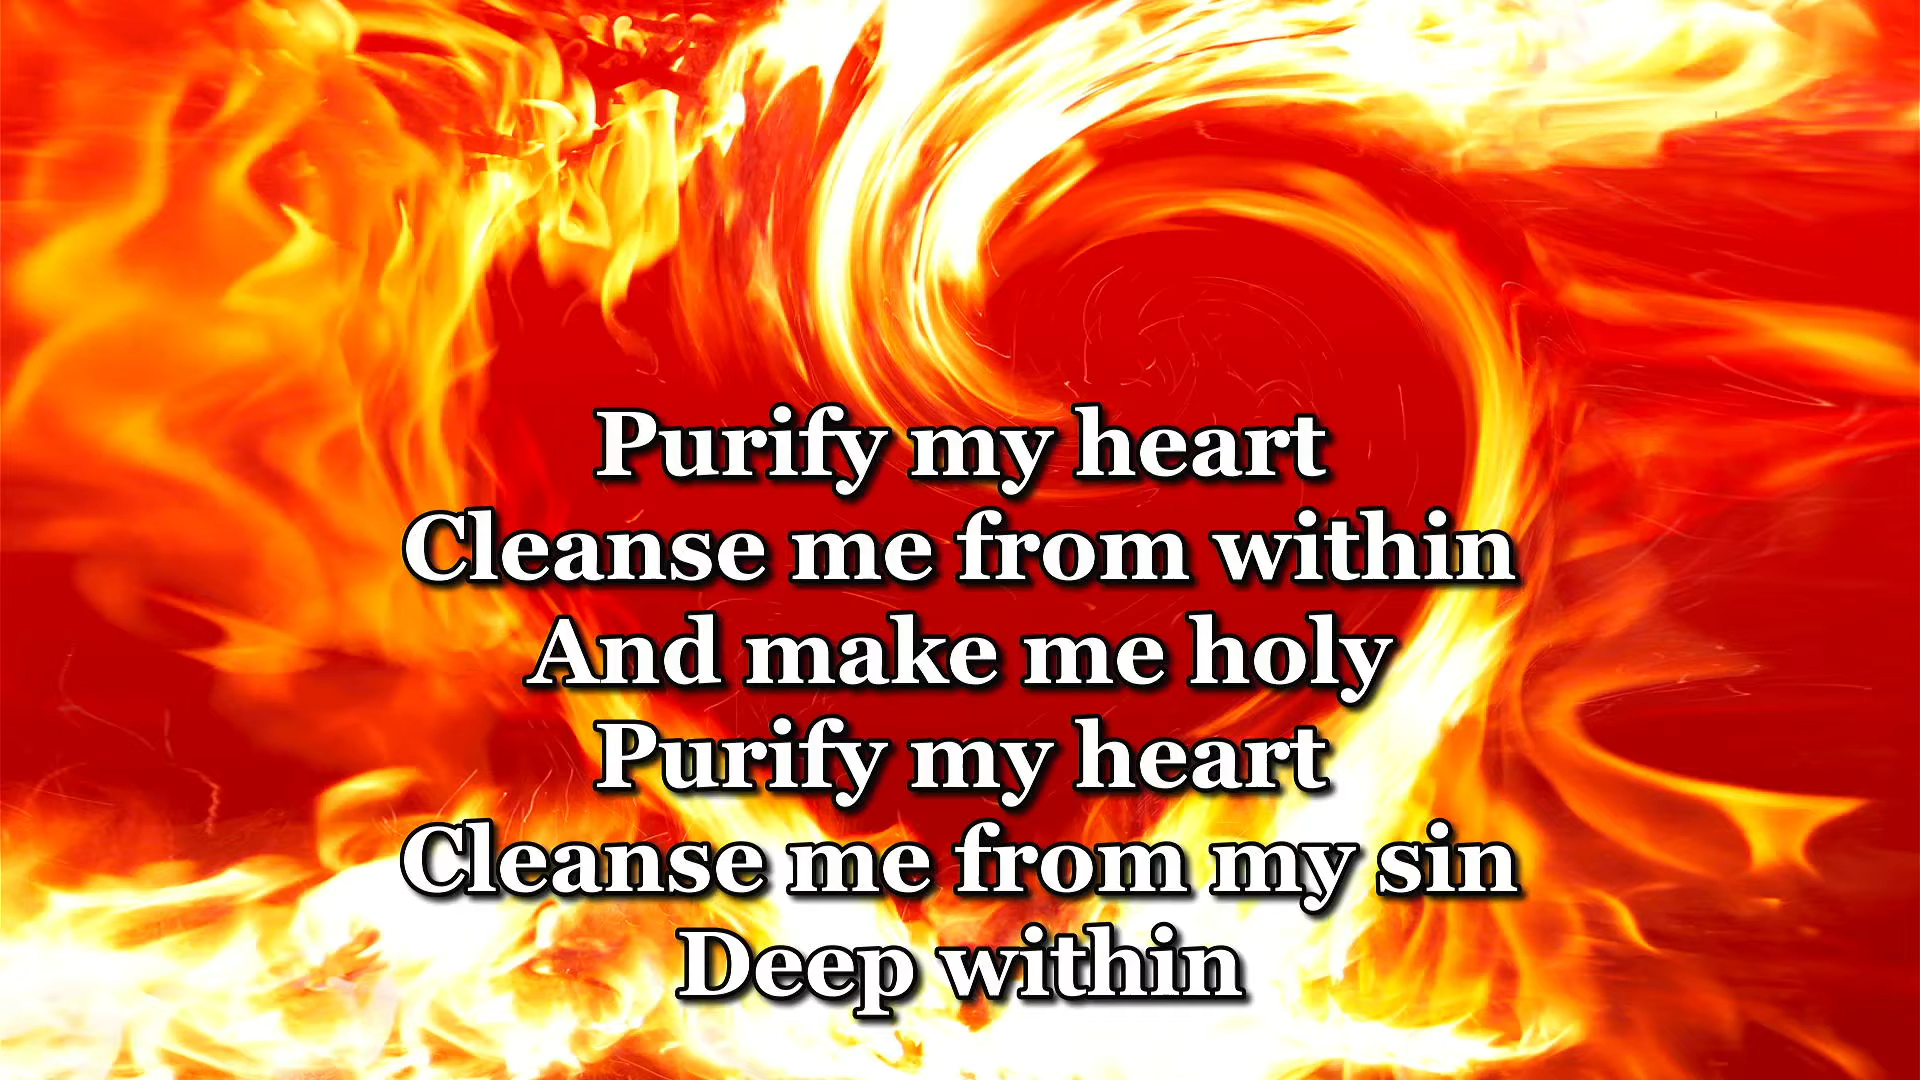 Purify my heart
Cleanse me from within
And make me holy
Purify my heart
Cleanse me from my sin
Deep within